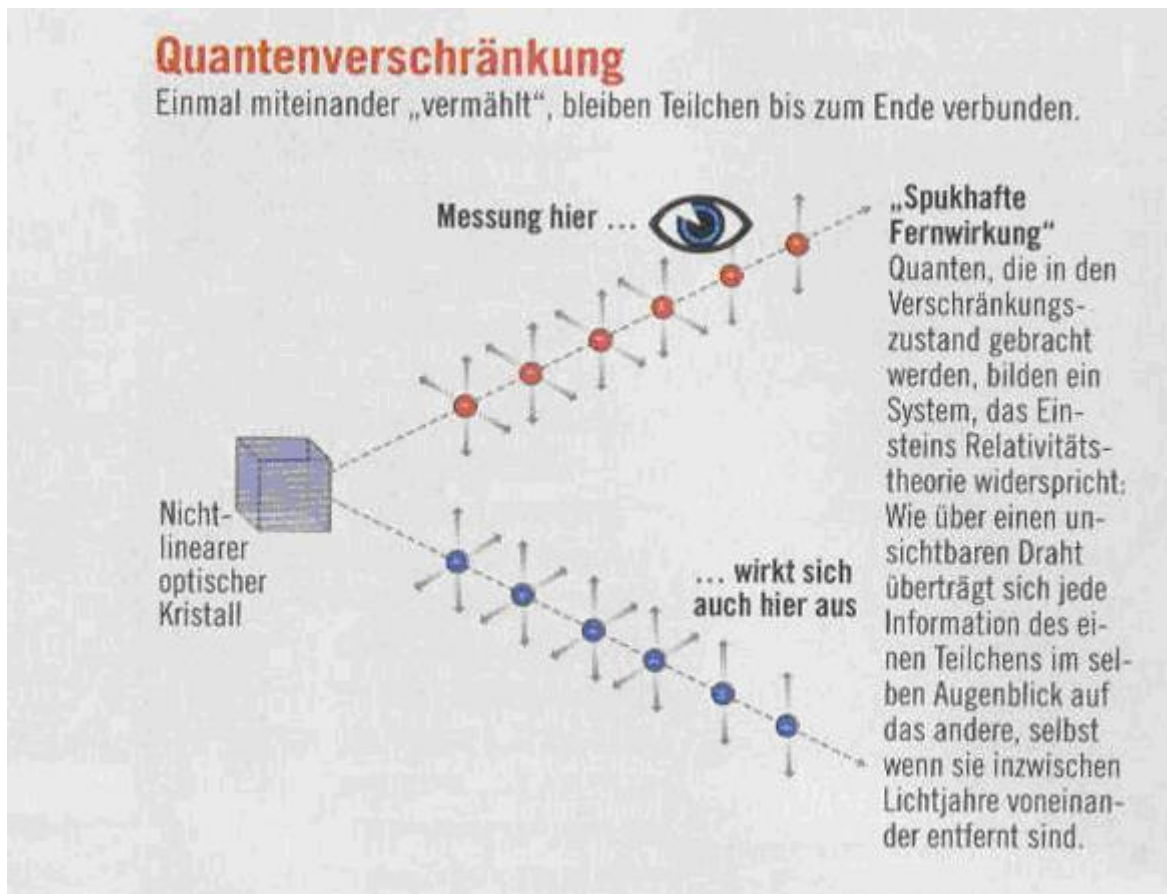 Quantenverschränkung
Einmal miteinander „vermählt“, bleiben Teilchen bis zum Ende verbunden.
Messung hier ...
„Spukhafte
Fernwirkung“
Quanten, die in den
Verschränkungs-
zustand gebracht
werden, bilden ein
System, das Ein-
steins Relativitäts-
theorie widerspricht:
Wie über einen un-
sichtbaren Draht
überträgt sich jede
Information des ei-
nen Teilchens im sel-
ben Augenblick auf
das andere, selbst
wenn sie inzwischen
Lichtjahre voneinan-
der entfernt sind.
Nicht-
linearer
optischer
Kristall
... wirkt sich
auch hier aus